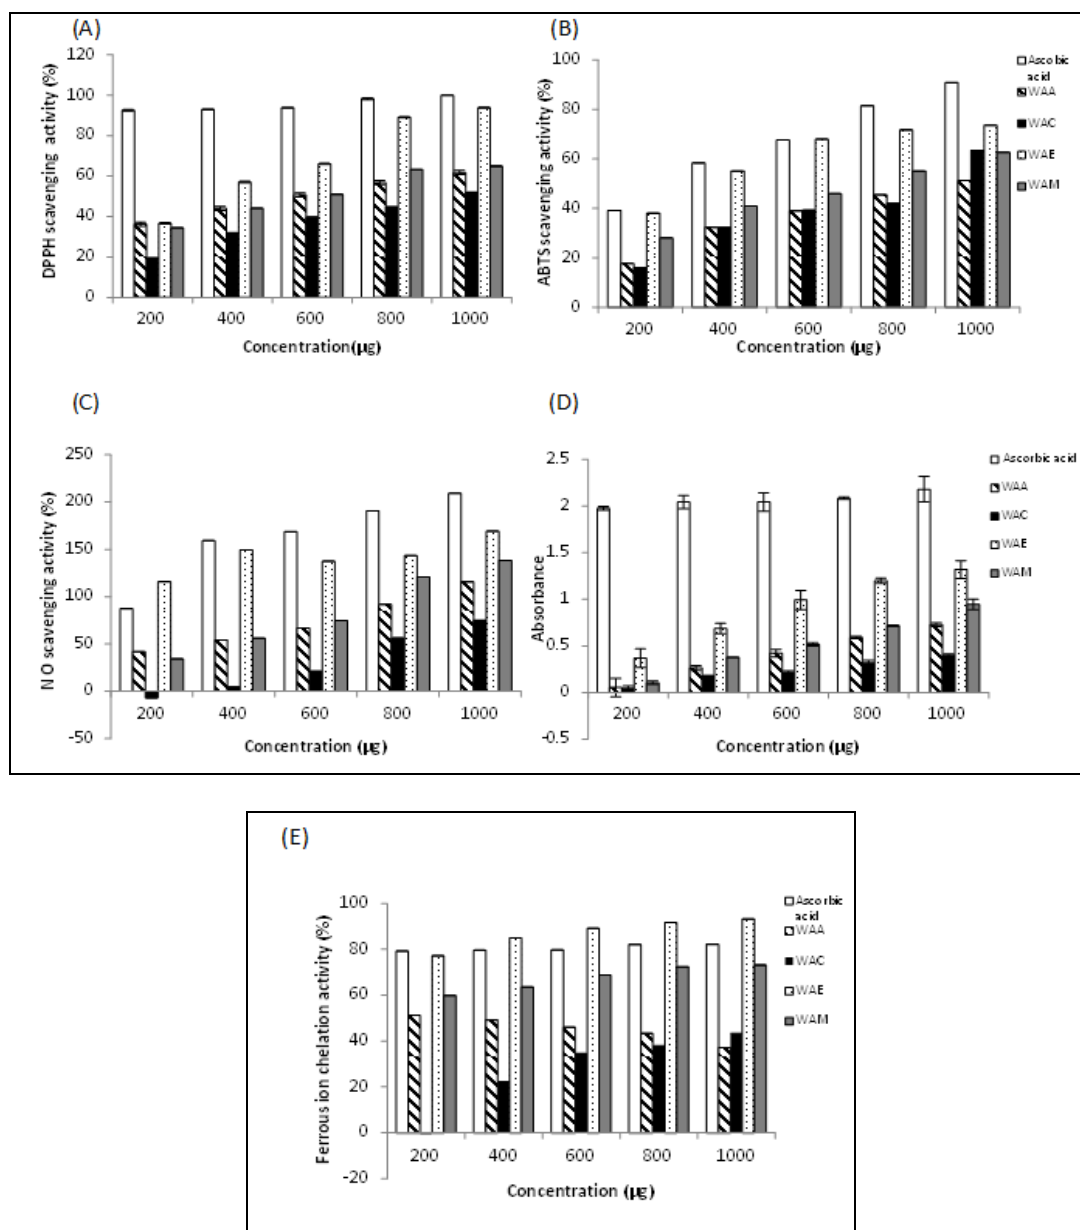 (A)
DPPH scavenging activity (%)
120
100
80
60
40
20
0
200 400 600 800 1000
Concentration(µg)
(B)
ABTS scavenging activity (%)
100
80
60
40
20
0
200 400 600 800 1000
Concentration (µg)
Ascobic
acid
WAA
WAC
WAE
WAM
(C)
NO scavenging activity (%)
250
200
150
100
50
0
-50
200 400 600 800 1000
Concentration (µg)
(D)
Absorbance
2.5
2
1.5
1
0.5
0
-0.5
200 400 600 800 1000
Concentration (µg)
Ascorbic acid
WAA
WAC
WAE
WAM
(E)
Ferrous ion chelation activity (%)
100
80
60
40
20
0
-20
200 400 600 800 1000
Concentration (µg)
Ascorbic
acid
WAA
WAC
WAE
WAM